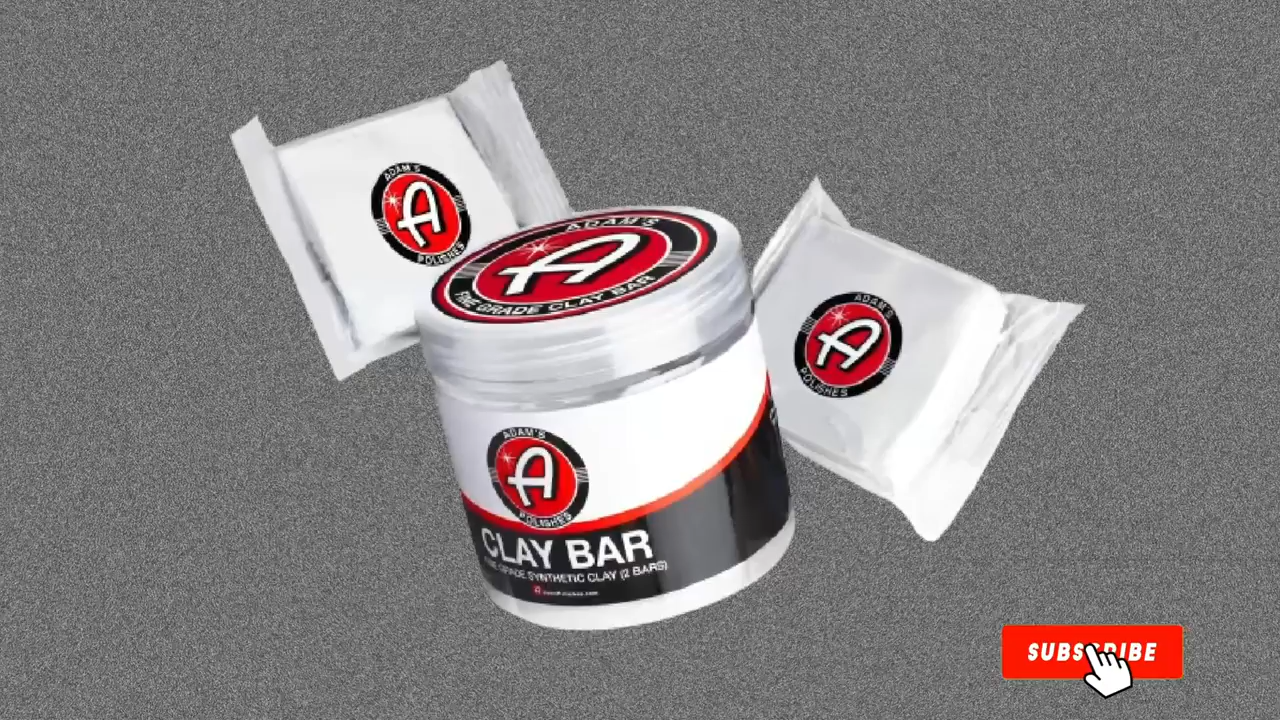 ADAM'S
A
POLISHES
ADAM'S
A
FINE GRADE CLAY BAR
ADAM'S
A
POLISHES
ADAM'S
A
POLISHES
CLAY BAR
FINE GRADE SYNTHETIC CLAY (2 BARS)
SUBSCRIBE